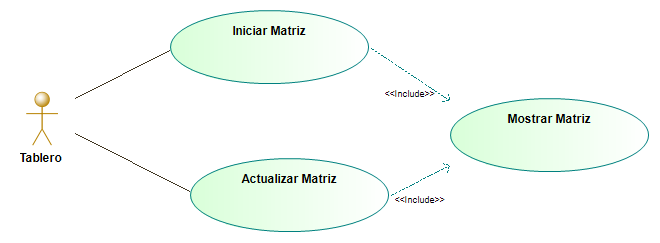 Iniciar Matriz
<<Include>>
Mostrar Matriz
Tablero
Actualizar Matriz
<<Include>>